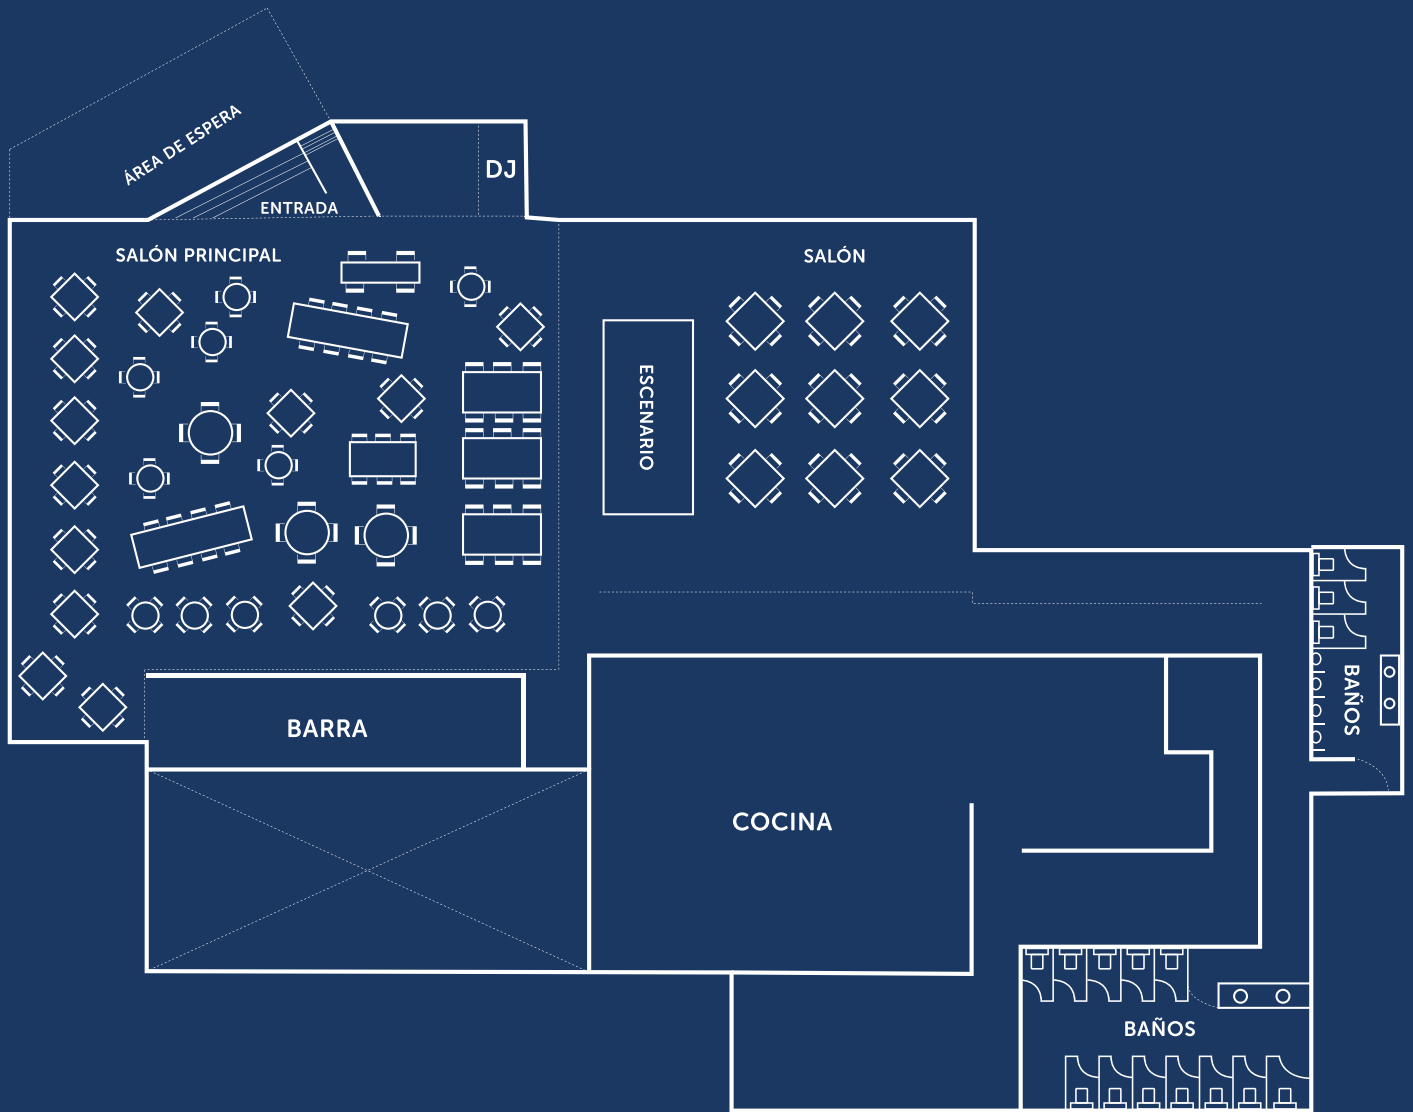 ÁREA DE ESPERA
DJ
ENTRADA
SALÓN PRINCIPAL
SALÓN
ESCENARIO
BAÑOS
BARRA
COCINA
BAÑOS